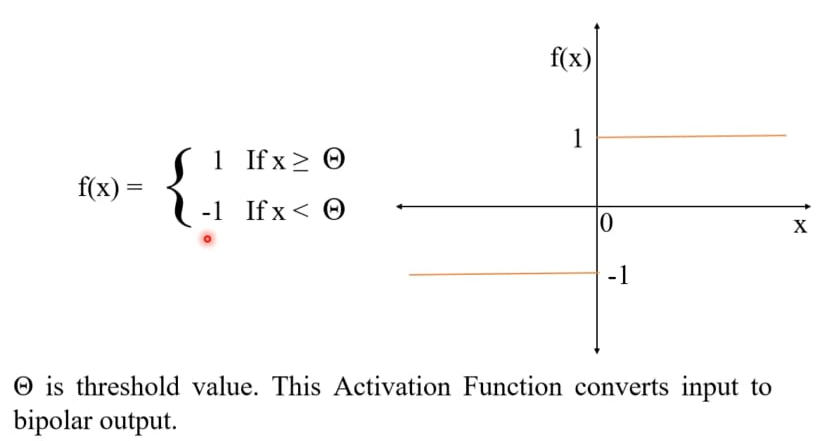 f(x)
1
f(x) = { 1 If x ≥ Θ
-1 If x < Θ
0
x
-1
Θ is threshold value. This Activation Function converts input to
bipolar output.